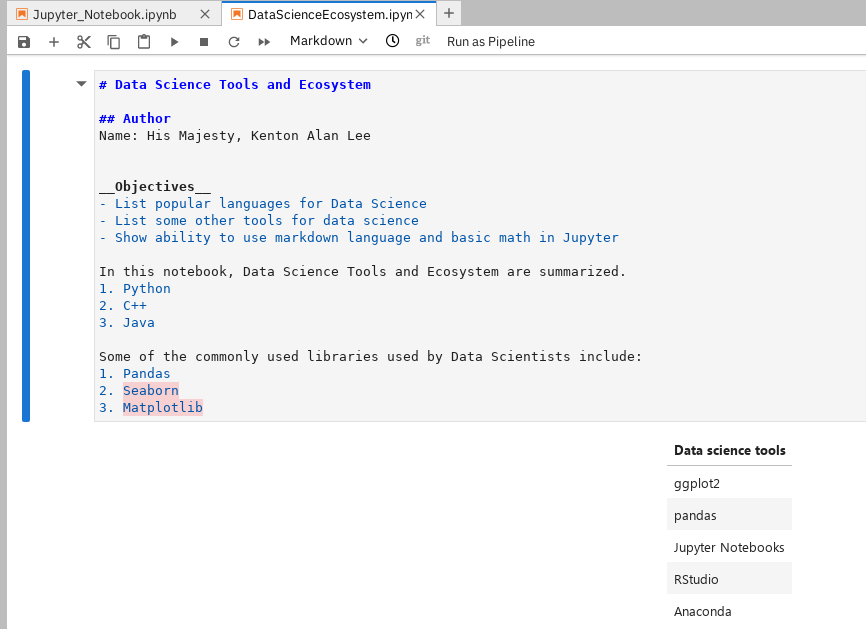 Jupyter_Notebook.ipynb
DataScienceEcosystem.ipyn
Markdown
git
Run as Pipeline
# Data Science Tools and Ecosystem
## Author
Name: His Majesty, Kenton Alan Lee
__Objectives__
- List popular languages for Data Science
- List some other tools for data science
- Show ability to use markdown language and basic math in Jupyter
In this notebook, Data Science Tools and Ecosystem are summarized.
1. Python
2. C++
3. Java
Some of the commonly used libraries used by Data Scientists include:
1. Pandas
2. Seaborn
3. Matplotlib
Data science tools
ggplot2
pandas
Jupyter Notebooks
RStudio
Anaconda